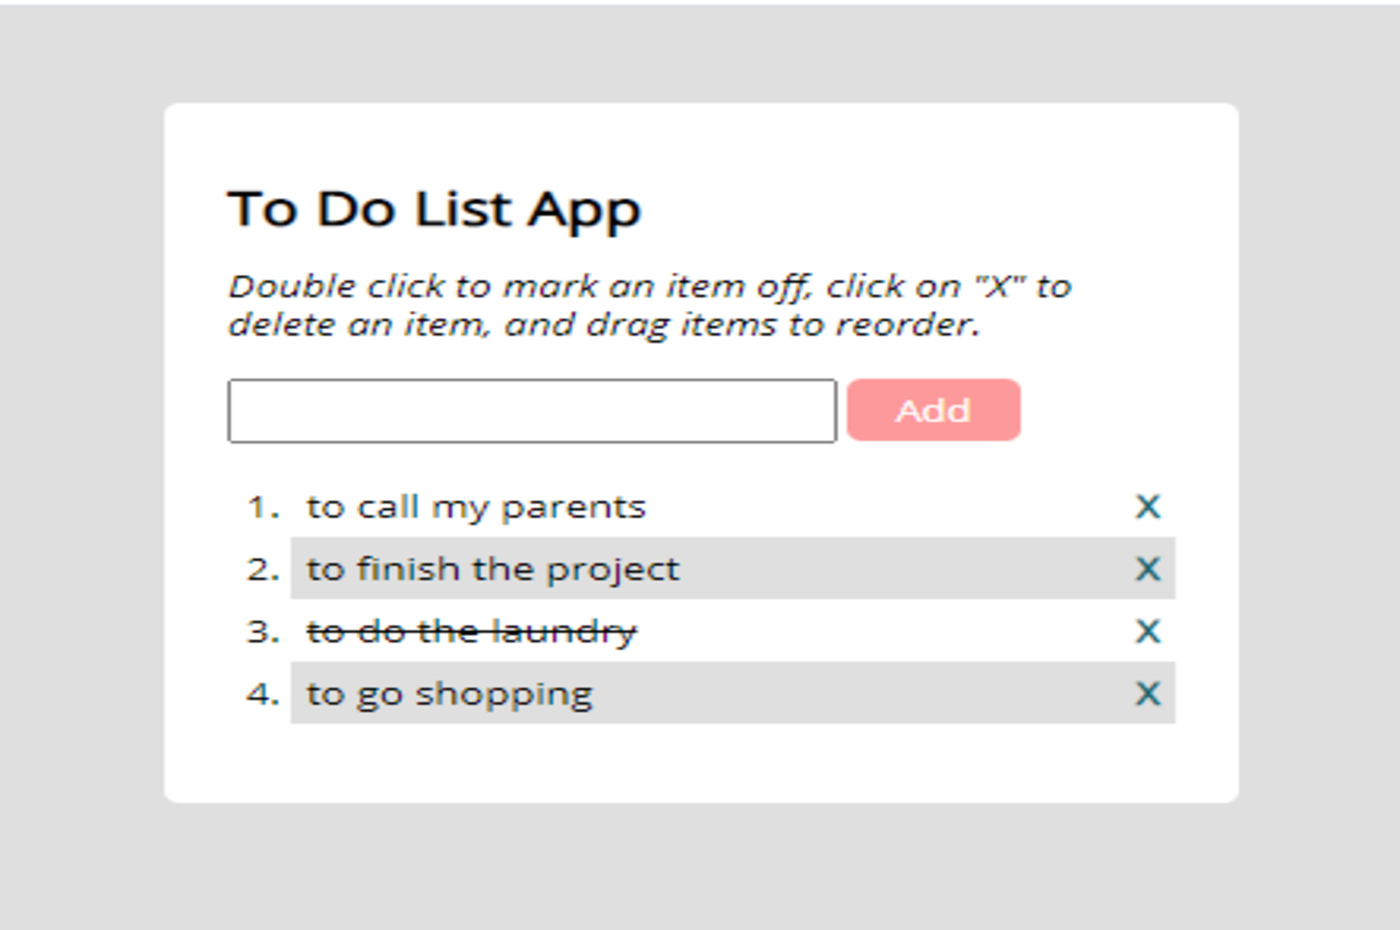 To Do List App
Double click to mark an item off, click on "X" to
delete an item, and drag items to reorder.
Add
1. to call my parents X
2. to finish the project X
3. to do the laundry X
4. to go shopping X